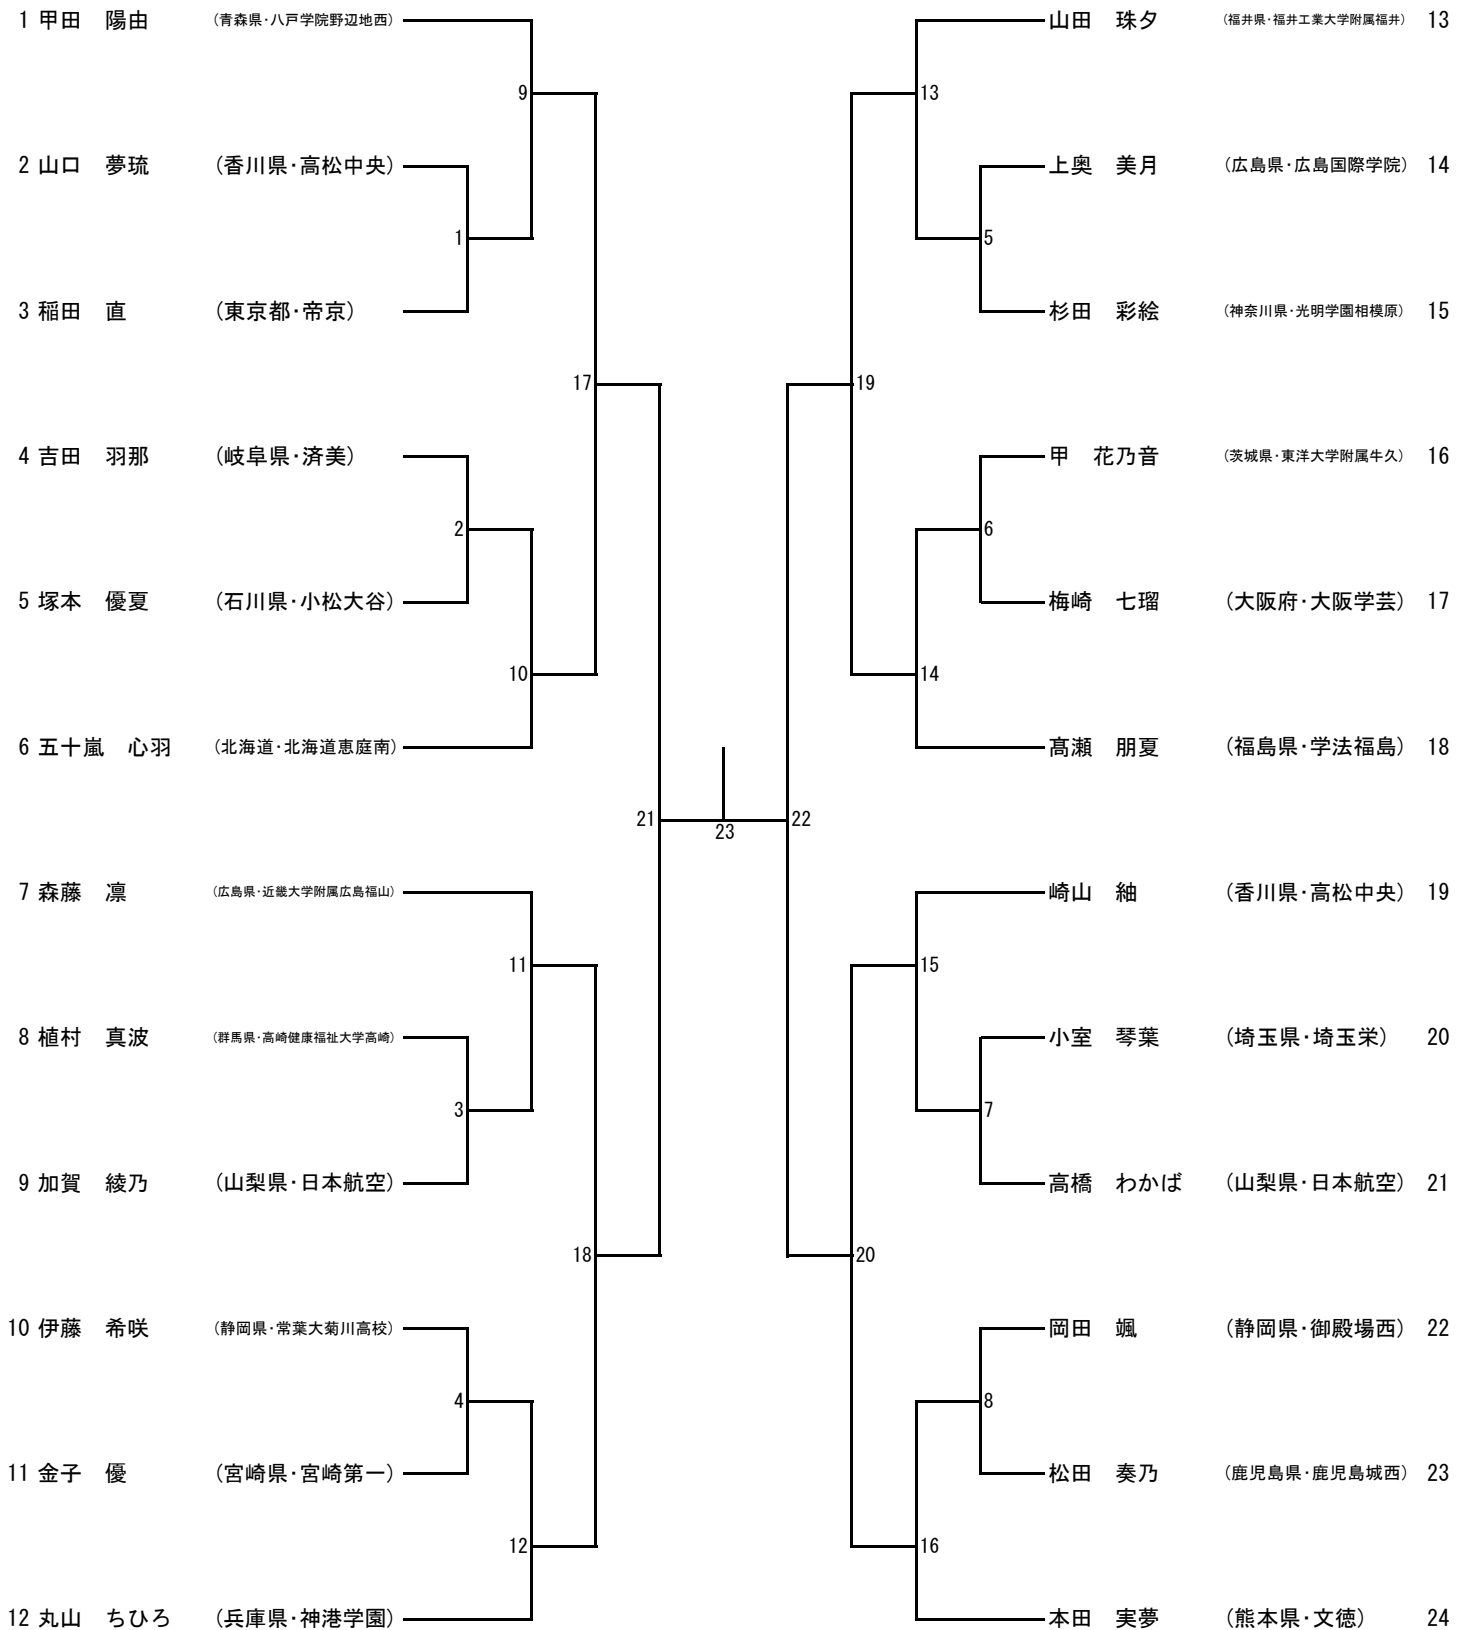 1 甲田　陽由 (青森県・八戸学院野辺地西)
9
2 山口　夢琉 (香川県・高松中央)
1
3 稲田　直 (東京都・帝京)
17
4 吉田　羽那 (岐阜県・済美)
2
5 塚本　優夏 (石川県・小松大谷)
10
6 五十嵐　心羽 (北海道・北海道恵庭南)
21
23
7 森藤　凛 (広島県・近畿大学附属広島福山)
11
8 植村　真波 (群馬県・高崎健康福祉大学高崎)
3
9 加賀　綾乃 (山梨県・日本航空)
18
10 伊藤　希咲 (静岡県・常葉大菊川高校)
4
11 金子　優 (宮崎県・宮崎第一)
12
12 丸山　ちひろ (兵庫県・神港学園)
山田　珠夕 (福井県・福井工業大学附属福井) 13
13
上奥　美月 (広島県・広島国際学院) 14
5
杉田　彩絵 (神奈川県・光明学園相模原) 15
19
甲　花乃音 (茨城県・東洋大学附属牛久) 16
6
梅崎　七瑠 (大阪府・大阪学芸) 17
14
髙瀬　朋夏 (福島県・学法福島) 18
22
崎山　紬 (香川県・高松中央) 19
15
小室　琴葉 (埼玉県・埼玉栄) 20
7
高橋　わかば (山梨県・日本航空) 21
20
岡田　颯 (静岡県・御殿場西) 22
8
松田　奏乃 (鹿児島県・鹿児島城西) 23
16
本田　実夢 (熊本県・文徳) 24